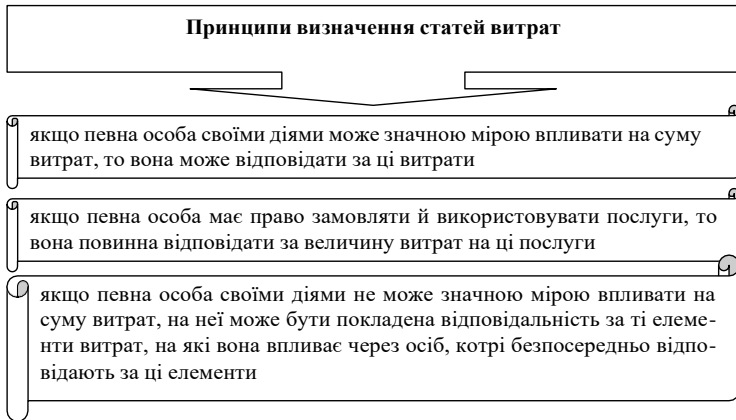 Принципи визначення статей витрат
якщо певна особа своїми діями може значною мірою впливати на суму
витрат, то вона може відповідати за ці витрати
якщо певна особа має право замовляти й використовувати послуги, то
вона повинна відповідати за величину витрат на ці послуги
якщо певна особа своїми діями не може значною мірою впливати на
суму витрат, на неї може бути покладена відповідальність за ті елеме-
нти витрат, на які вона впливає через осіб, котрі безпосередньо відпо-
відають за ці елементи